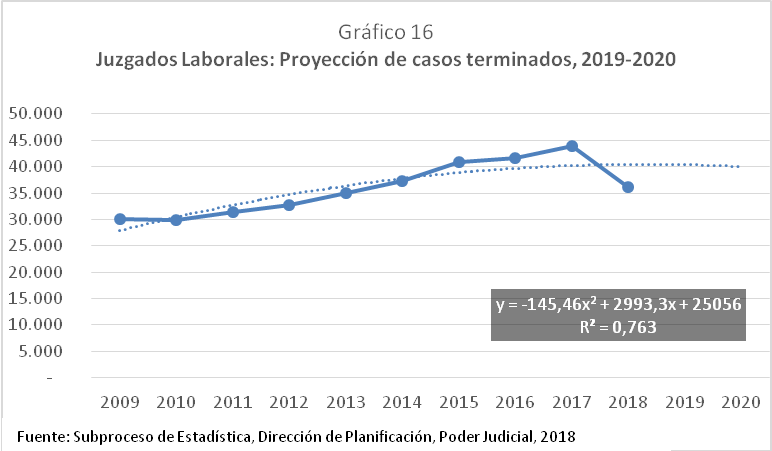 Gráfico 16
Juzgados Laborales: Proyección de casos terminados, 2019-2020
50.000
45.000
40.000
35.000
30.000
25.000
20.000
15.000
10.000
5.000
-
y = -145,46x² + 2993,3x + 25056
R² = 0,763
2009 2010 2011 2012 2013 2014 2015 2016 2017 2018 2019 2020
Fuente: Subproceso de Estadística, Dirección de Planificación, Poder Judicial, 2018